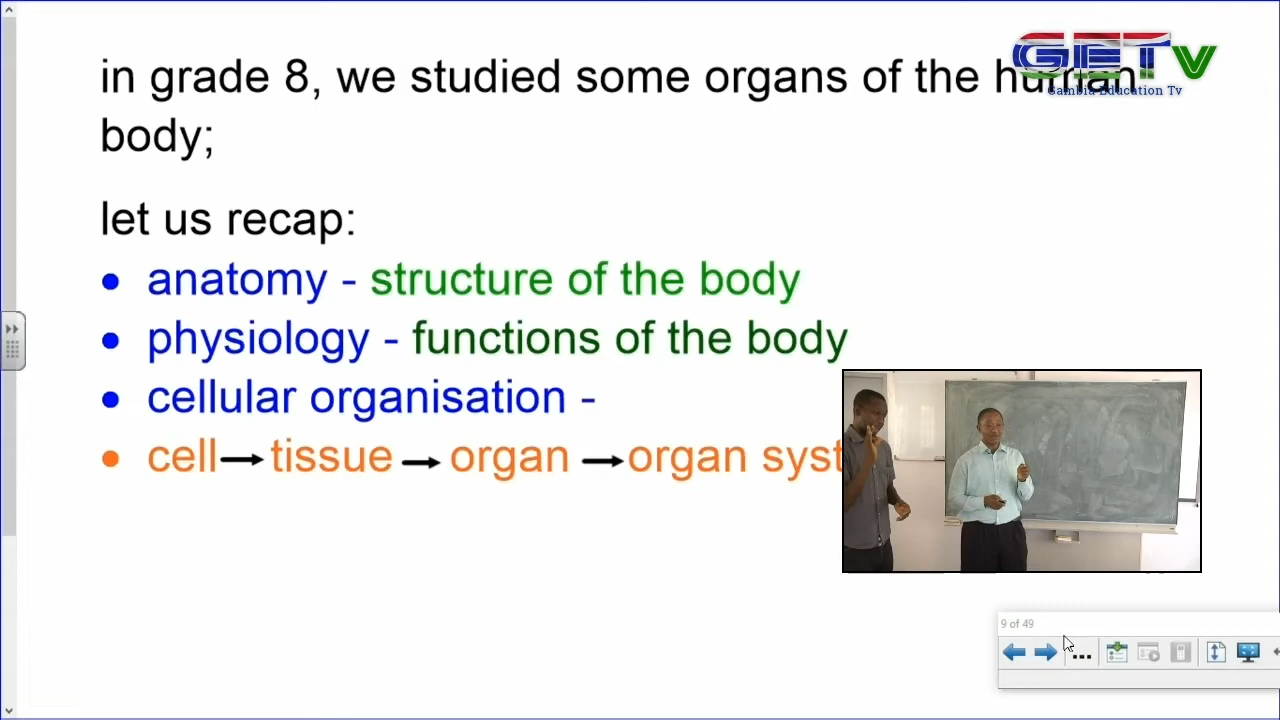 GETv
Gambia Education Tv
in grade 8, we studied some organs of the human
body;
let us recap:
• anatomy - structure of the body
• physiology - functions of the body
• cellular organisation -
• cell→tissue → organ →organ syst
9 of 49